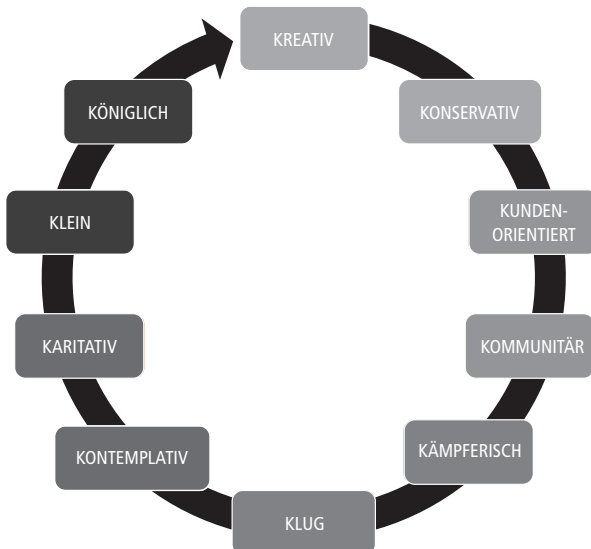 KREATIV
KONSERVATIV
KUNDEN-
ORIENTIERT
KOMMUNITÄR
KÄMPFERISCH
KLUG
KONTEMPLATIV
KARITATIV
KLEIN
KÖNIGLICH